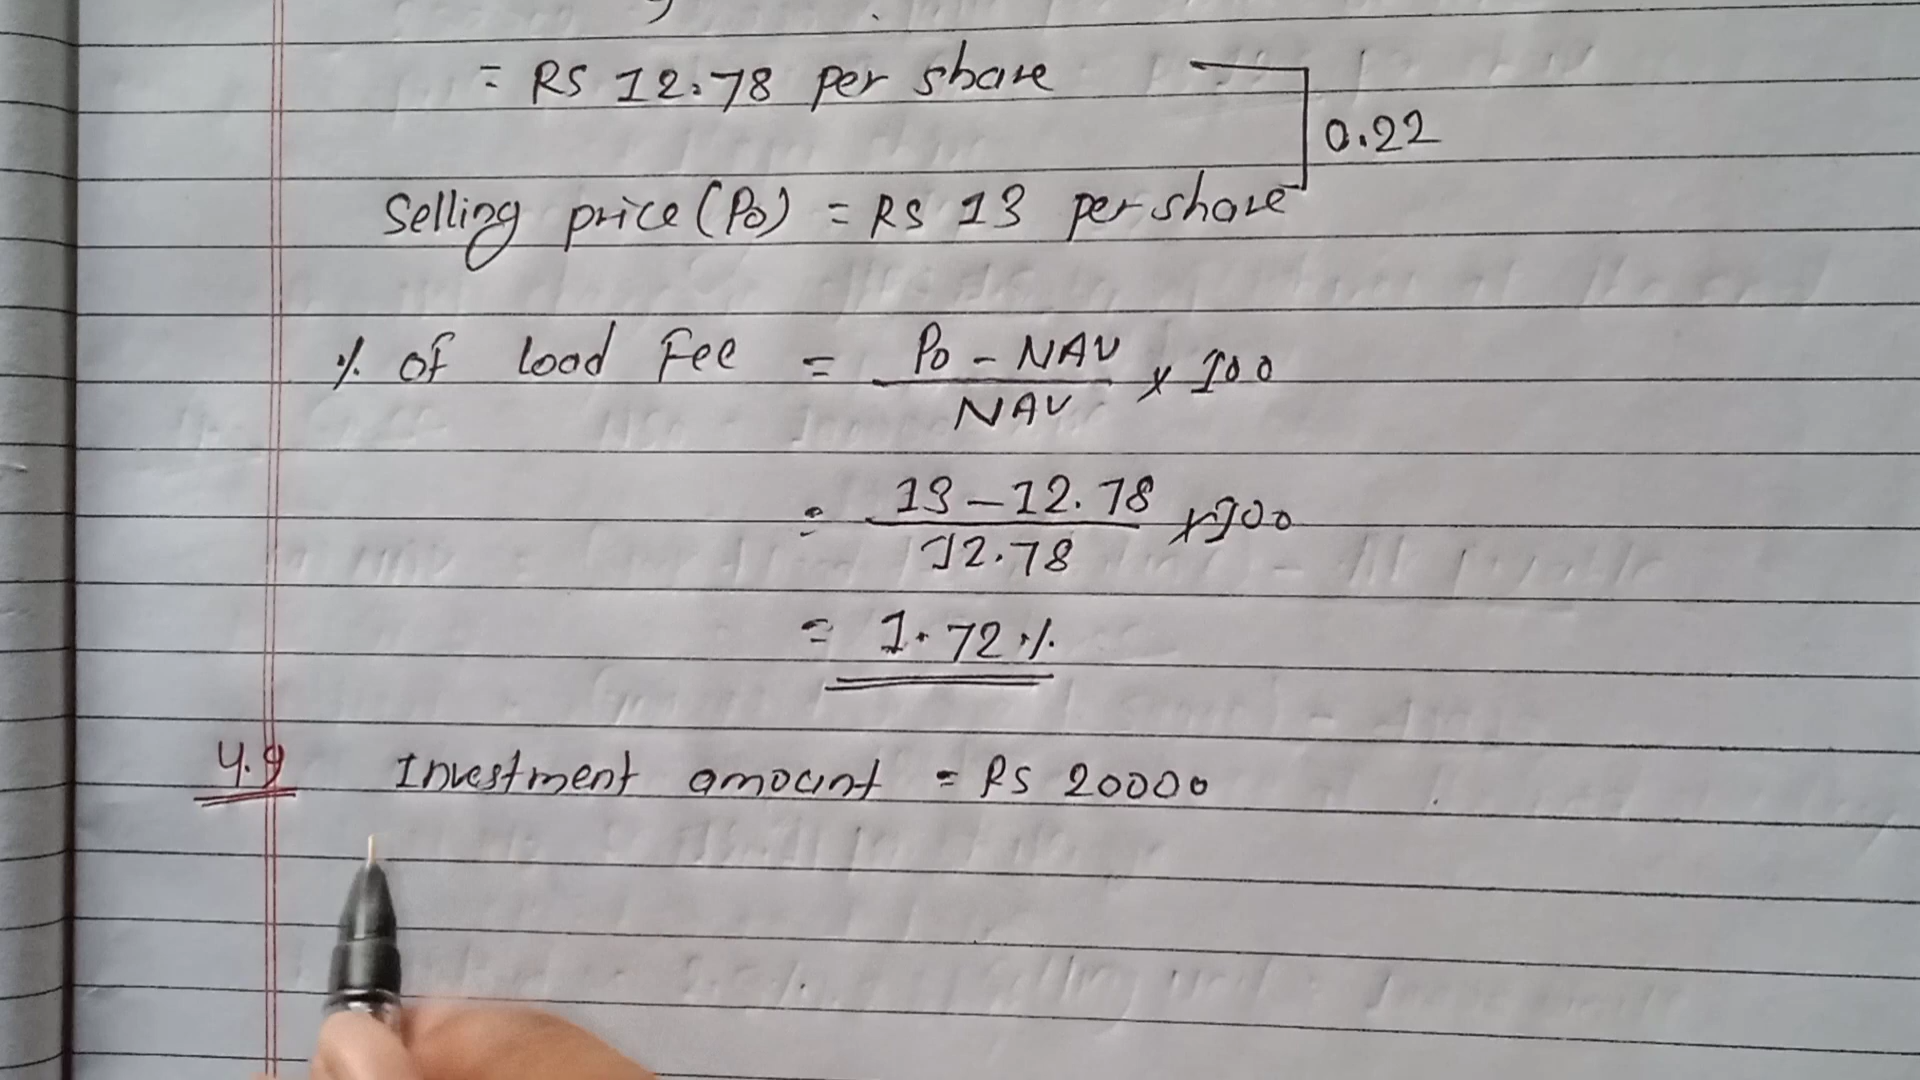 = RS 12.78 per share
0.22
Selling price (Po) = RS 13 per share
% of load Fee = Po - NAV / NAV x 100
= 13 - 12.78 / 12.78 x 100
= 1.72 %
4.9 Investment amount = RS 20000